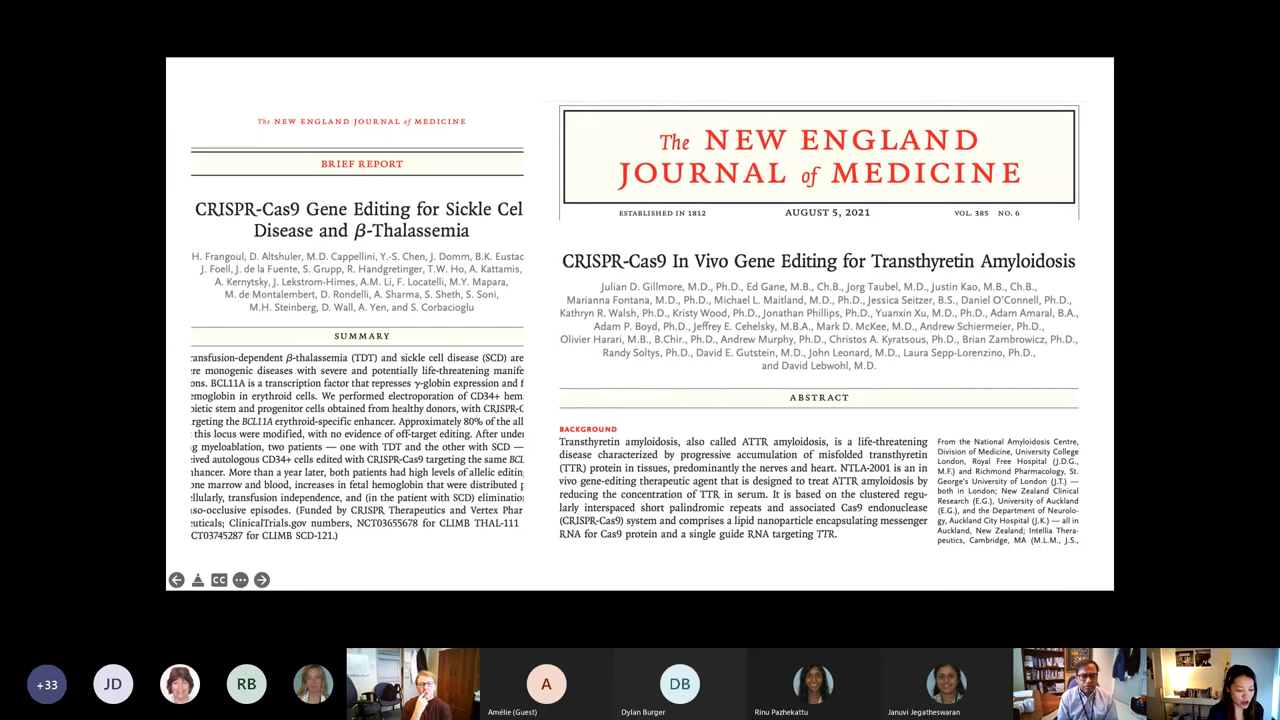 The NEW ENGLAND JOURNAL of MEDICINE
BRIEF REPORT
CRISPR-Cas9 Gene Editing for Sickle Cel
Disease and β-Thalassemia
H. Frangoul, D. Altshuler, M.D. Cappellini, Y.-S. Chen, J. Domm, B.K. Eustac
J. Foell, J. de la Fuente, S. Grupp, R. Handgretinger, T.W. Ho, A. Kattamis,
A. Kernytsky, J. Lekstrom-Himes, A.M. Li, F. Locatelli, M.Y. Mapara,
M. de Montalembert, D. Rondelli, A. Sharma, S. Sheth, S. Soni,
M.H. Steinberg, D. Wall, A. Yen, and S. Corbacioglu
SUMMARY
ransfusion-dependent β-thalassemia (TDT) and sickle cell disease (SCD) are
re monogenic diseases with severe and potentially life-threatening manife
ons. BCL11A is a transcription factor that represses γ-globin expression and f
emoglobin in erythroid cells. We performed electroporation of CD34+ hem
oietic stem and progenitor cells obtained from healthy donors, with CRISPR-C
rgeting the BCL11A erythroid-specific enhancer. Approximately 80% of the all
this locus were modified, with no evidence of off-target editing. After under
g myeloablation, two patients — one with TDT and the other with SCD —
eived autologous CD34+ cells edited with CRISPR-Cas9 targeting the same BCL
nhancer. More than a year later, both patients had high levels of allelic editin
one marrow and blood, increases in fetal hemoglobin that were distributed p
ellularly, transfusion independence, and (in the patient with SCD) eliminatio
so-occlusive episodes. (Funded by CRISPR Therapeutics and Vertex Phar
euticals; ClinicalTrials.gov numbers, NCT03655678 for CLIMB THAL-111
CT03745287 for CLIMB SCD-121.)
The NEW ENGLAND
JOURNAL of MEDICINE
ESTABLISHED IN 1812 AUGUST 5, 2021 VOL. 385 NO. 6
CRISPR-Cas9 In Vivo Gene Editing for Transthyretin Amyloidosis
Julian D. Gillmore, M.D., Ph.D., Ed Gane, M.B., Ch.B., Jorg Taubel, M.D., Justin Kao, M.B., Ch.B.,
Marianna Fontana, M.D., Ph.D., Michael L. Maitland, M.D., Ph.D., Jessica Seitzer, B.S., Daniel O'Connell, Ph.D.,
Kathryn R. Walsh, Ph.D., Kristy Wood, Ph.D., Jonathan Phillips, Ph.D., Yuanxin Xu, M.D., Ph.D., Adam Amaral, B.A.,
Adam P. Boyd, Ph.D., Jeffrey E. Cehelsky, M.B.A., Mark D. McKee, M.D., Andrew Schiermeier, Ph.D.,
Olivier Harari, M.B., B.Chir., Ph.D., Andrew Murphy, Ph.D., Christos A. Kyratsous, Ph.D., Brian Zambrowicz, Ph.D.,
Randy Soltys, Ph.D., David E. Gutstein, M.D., John Leonard, M.D., Laura Sepp-Lorenzino, Ph.D.,
and David Lebwohl, M.D.
ABSTRACT
BACKGROUND
Transthyretin amyloidosis, also called ATTR amyloidosis, is a life-threatening
disease characterized by progressive accumulation of misfolded transthyretin
(TTR) protein in tissues, predominantly the nerves and heart. NTLA-2001 is an in
vivo gene-editing therapeutic agent that is designed to treat ATTR amyloidosis by
reducing the concentration of TTR in serum. It is based on the clustered regu-
larly interspaced short palindromic repeats and associated Cas9 endonuclease
(CRISPR-Cas9) system and comprises a lipid nanoparticle encapsulating messenger
RNA for Cas9 protein and a single guide RNA targeting TTR.
From the National Amyloidosis Centre,
Division of Medicine, University College
London, Royal Free Hospital (J.D.G.,
M.F.) and Richmond Pharmacology, St.
George's University of London (J.T.) —
both in London; New Zealand Clinical
Research (E.G.), University of Auckland
(E.G.), and the Department of Neurolo-
gy, Auckland City Hospital (J.K.) — all in
Auckland, New Zealand; Intellia Thera-
peutics, Cambridge, MA (M.L.M., J.S.,
CC
+33
JD
RB
A
Amélie (Guest)
DB
Dylan Burger
Rinu Pazhekattu
Januvi Jegatheswaran